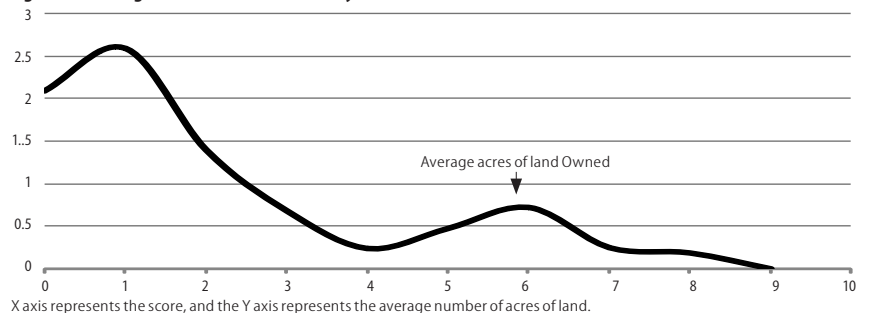 3
2.5
2
1.5
Average acres of land Owned
1
0.5
0
0 1 2 3 4 5 6 7 8 9 10
X axis represents the score, and the Y axis represents the average number of acres of land.